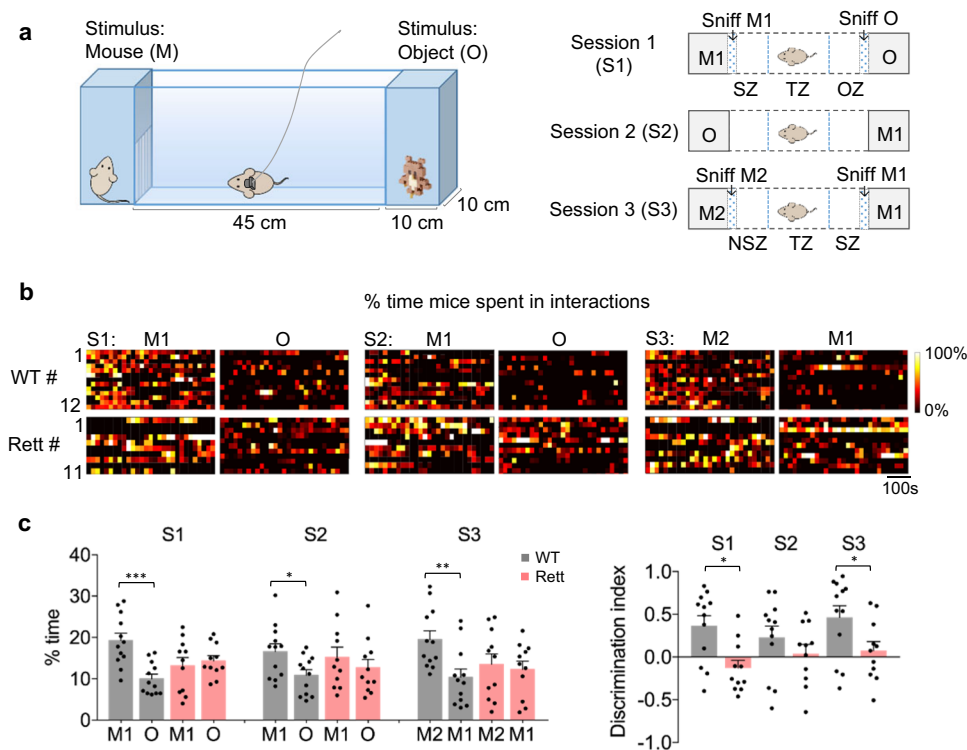 a
Stimulus:
Mouse (M)
Stimulus:
Object (O)
45 cm
10 cm
10 cm
Session 1
(S1)
Sniff M1
Sniff O
M1
O
SZ
TZ
OZ
Session 2 (S2)
O
M1
Session 3 (S3)
Sniff M2
Sniff M1
M2
M1
NSZ
TZ
SZ
b
% time mice spent in interactions
S1: M1 O
S2: M1 O
S3: M2 M1
WT #
1
12
Rett #
1
11
100%
0%
100s
c
S1 S2 S3
% time
40
30
20
10
0
***
*
**
WT
Rett
M1 O M1 O
M1 O M1 O
M2 M1 M2 M1
S1 S2 S3
Discrimination index
1.0
0.5
0.0
-0.5
-1.0
*
*